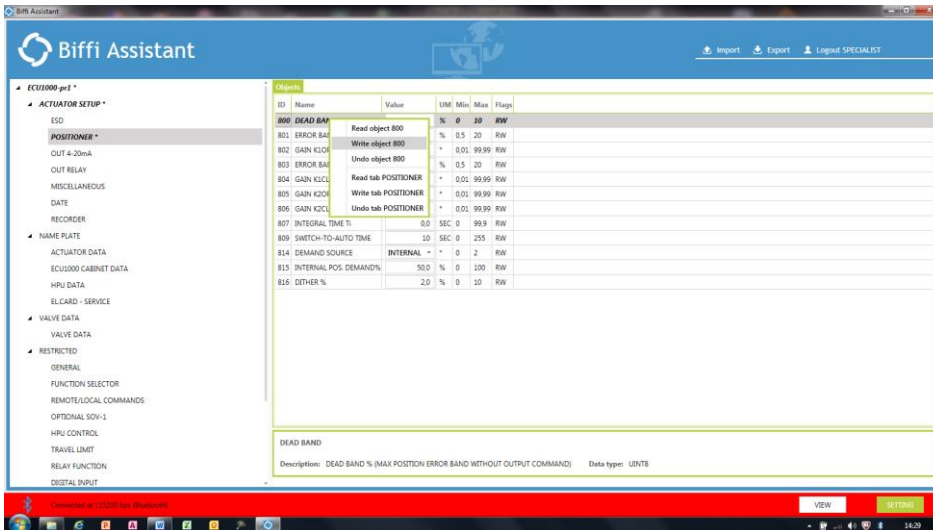 Biffi Assistant
Biffi Assistant
Import Export Logout SPECIALIST
ECU1000-pr1 *
ACTUATOR SETUP *
ESD
POSITIONER *
OUT 4-20mA
OUT RELAY
MISCELLANEOUS
DATE
RECORDER
NAME PLATE
ACTUATOR DATA
ECU1000 CABINET DATA
HPU DATA
EL.CARD - SERVICE
VALVE DATA
VALVE DATA
RESTRICTED
GENERAL
FUNCTION SELECTOR
REMOTE/LOCAL COMMANDS
OPTIONAL SOV-1
HPU CONTROL
TRAVEL LIMIT
RELAY FUNCTION
DIGITAL INPUT
Objects
ID Name Value UM Min Max Flags
800 DEAD BAN % 0 10 RW
801 ERROR BA % 0,5 20 RW
802 GAIN K1OP * 0,01 99,99 RW
803 ERROR BA % 0,5 20 RW
804 GAIN K1CL * 0,01 99,99 RW
805 GAIN K2OP * 0,01 99,99 RW
806 GAIN K2CL * 0,01 99,99 RW
807 INTEGRAL TIME Ti 0,0 SEC 0 99,9 RW
809 SWITCH-TO-AUTO TIME 10 SEC 0 255 RW
814 DEMAND SOURCE INTERNAL * 0 2 RW
815 INTERNAL POS. DEMAND% 50,0 % 0 100 RW
816 DITHER % 2,0 % 0 10 RW
Read object 800
Write object 800
Undo object 800
Read tab POSITIONER
Write tab POSITIONER
Undo tab POSITIONER
DEAD BAND
Description: DEAD BAND % (MAX POSITION ERROR BAND WITHOUT OUTPUT COMMAND) Data type: UINT8
Connected at 115200 bps (Bluetooth)
VIEW SETTING
14:29